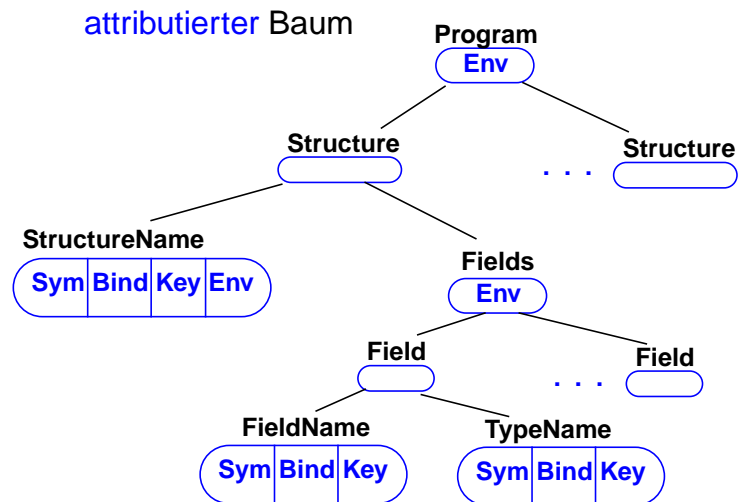 attributierter Baum
Program
Env
Structure
Structure
. . .
StructureName
Sym Bind Key Env
Fields
Env
Field
Field
. . .
FieldName
TypeName
Sym Bind Key
Sym Bind Key